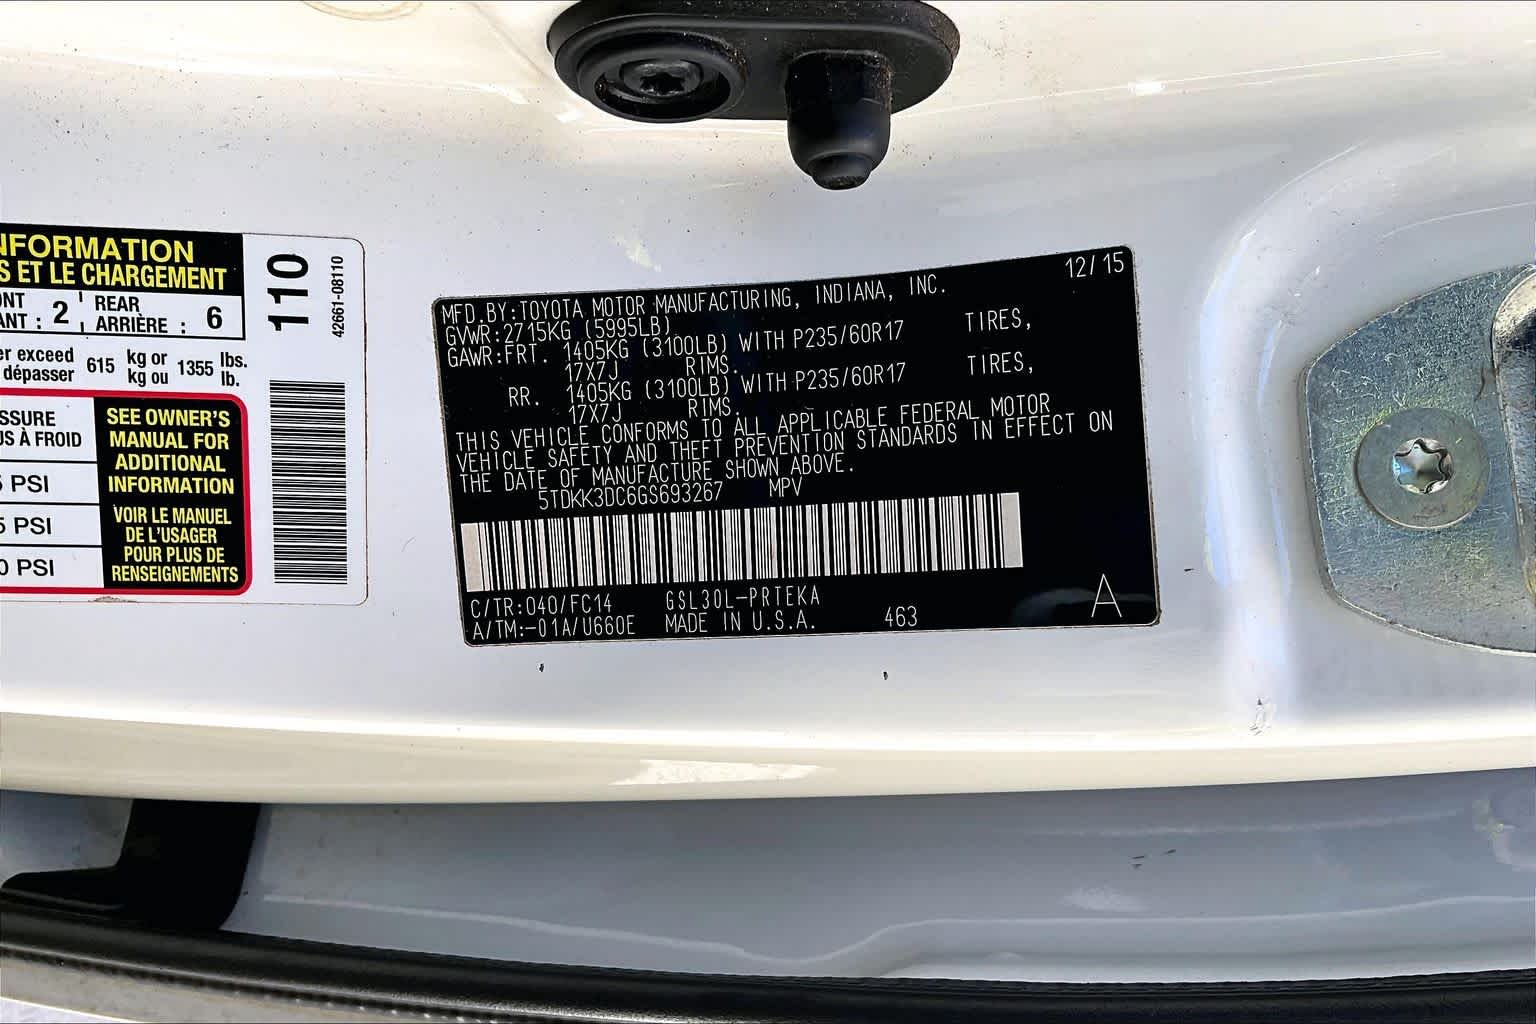 NFORMATION
S ET LE CHARGEMENT
ONT 2 REAR 6
ANT : ARRIÈRE :
er exceed 615 kg or 1355 lbs.
dépasser kg ou lb.
SSURE
US À FROID
5 PSI
5 PSI
0 PSI
SEE OWNER'S
MANUAL FOR
ADDITIONAL
INFORMATION
VOIR LE MANUEL
DE L'USAGER
POUR PLUS DE
RENSEIGNEMENTS
110
42661-08110
12/15
MFD.BY:TOYOTA MOTOR MANUFACTURING, INDIANA, INC.
GVWR:2715KG (5995LB)
GAWR:FRT. 1405KG (3100LB) WITH P235/60R17 TIRES,
17X7J RIMS.
RR. 1405KG (3100LB) WITH P235/60R17 TIRES,
17X7J RIMS.
THIS VEHICLE CONFORMS TO ALL APPLICABLE FEDERAL MOTOR
VEHICLE SAFETY AND THEFT PREVENTION STANDARDS IN EFFECT ON
THE DATE OF MANUFACTURE SHOWN ABOVE.
5TDKK3DC6GS693267 MPV
C/TR:040/FC14 GSL30L-PRTEKA
A/TM:-01A/U660E MADE IN U.S.A. 463
A